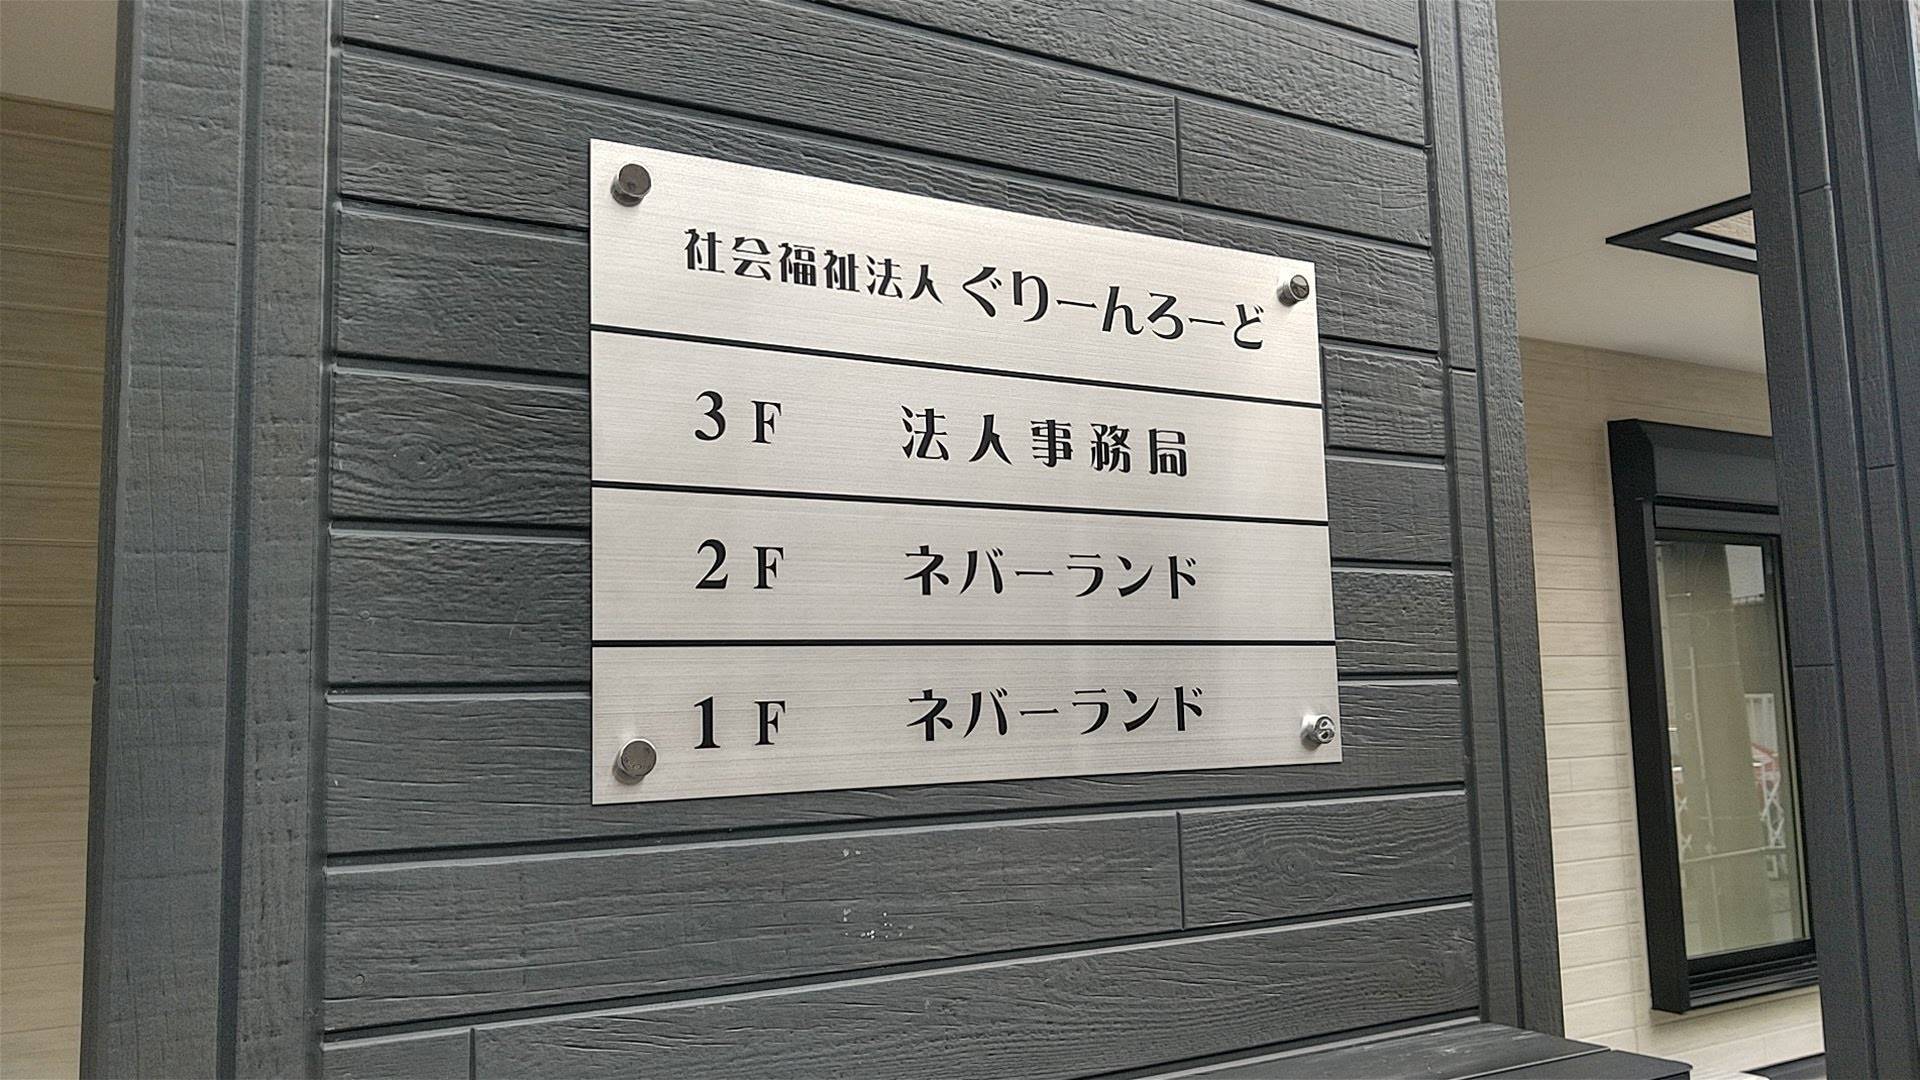 社会福祉法人 ぐりーんろーど
3F 法人事務局
2F ネバーランド
1F ネバーランド